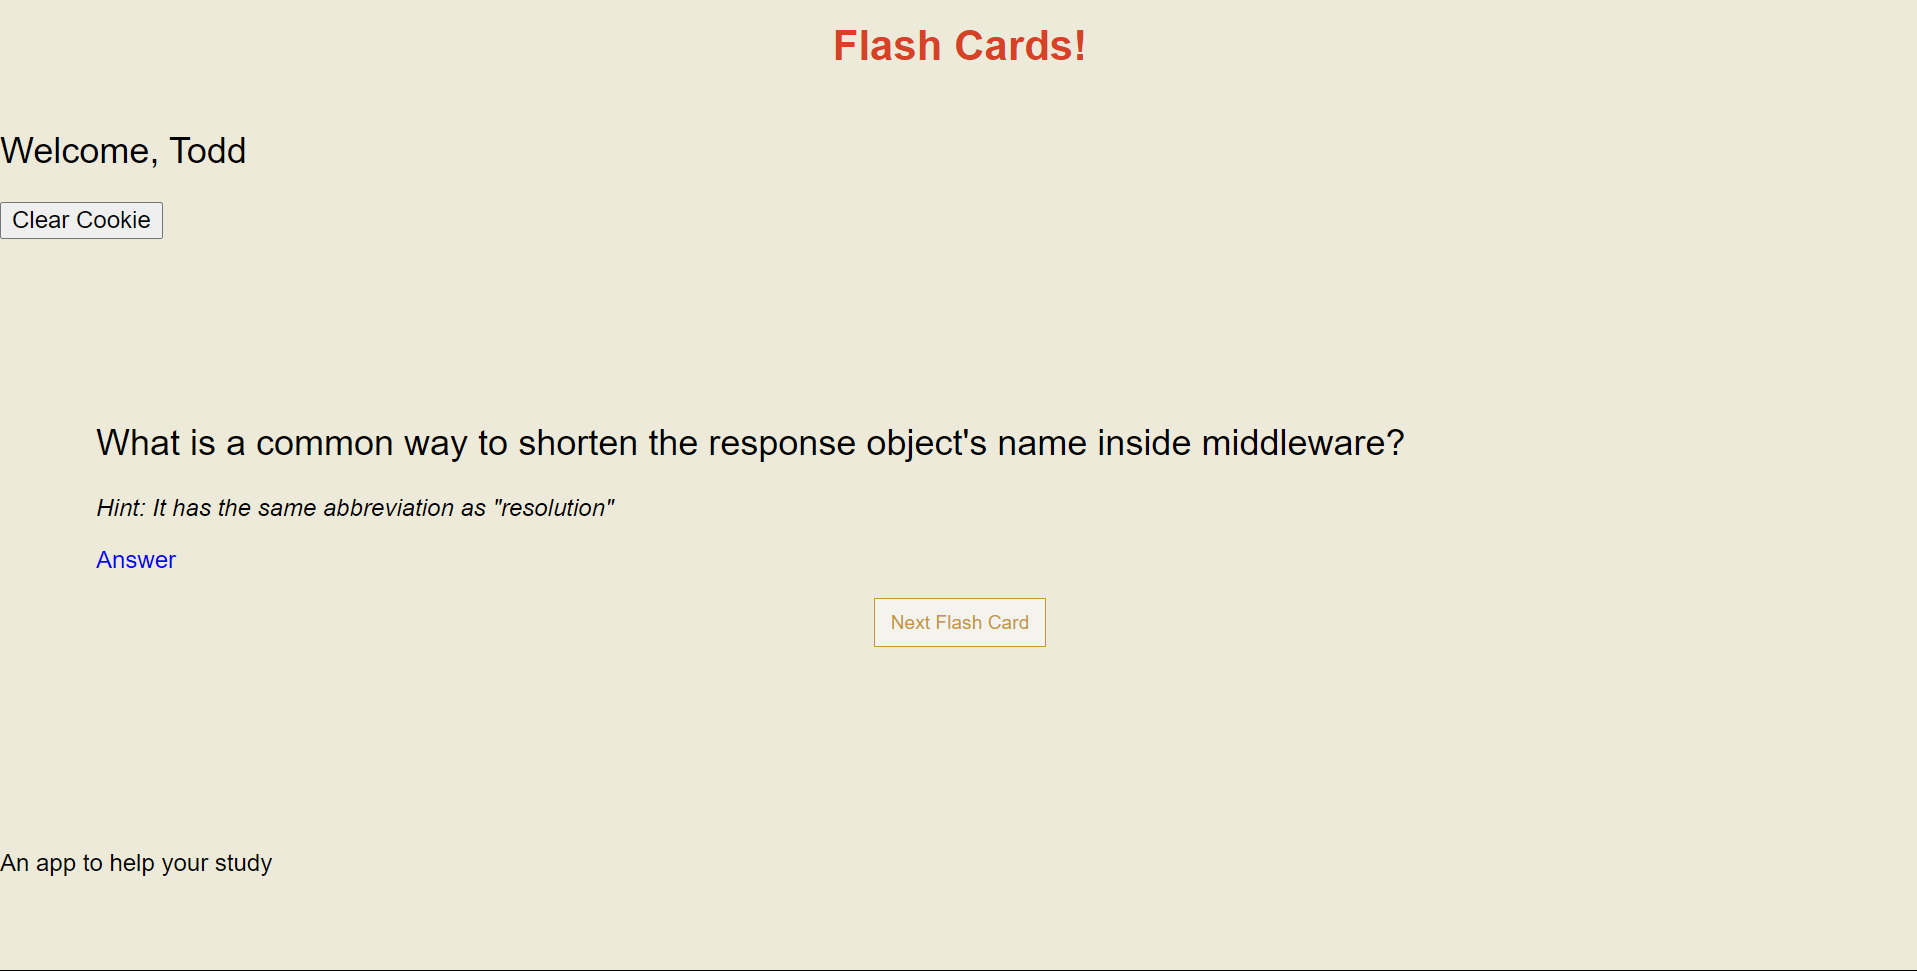 Flash Cards!
Welcome, Todd
Clear Cookie
What is a common way to shorten the response object's name inside middleware?
Hint: It has the same abbreviation as "resolution"
Answer
Next Flash Card
An app to help your study